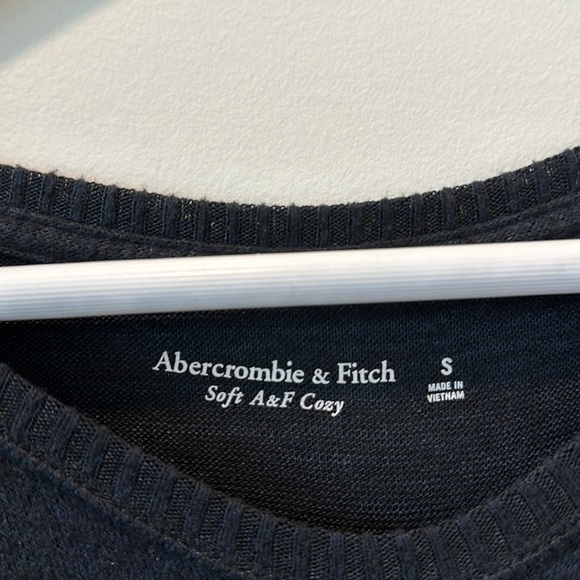 Abercrombie & Fitch
Soft A&F Cozy
S
MADE IN
VIETNAM